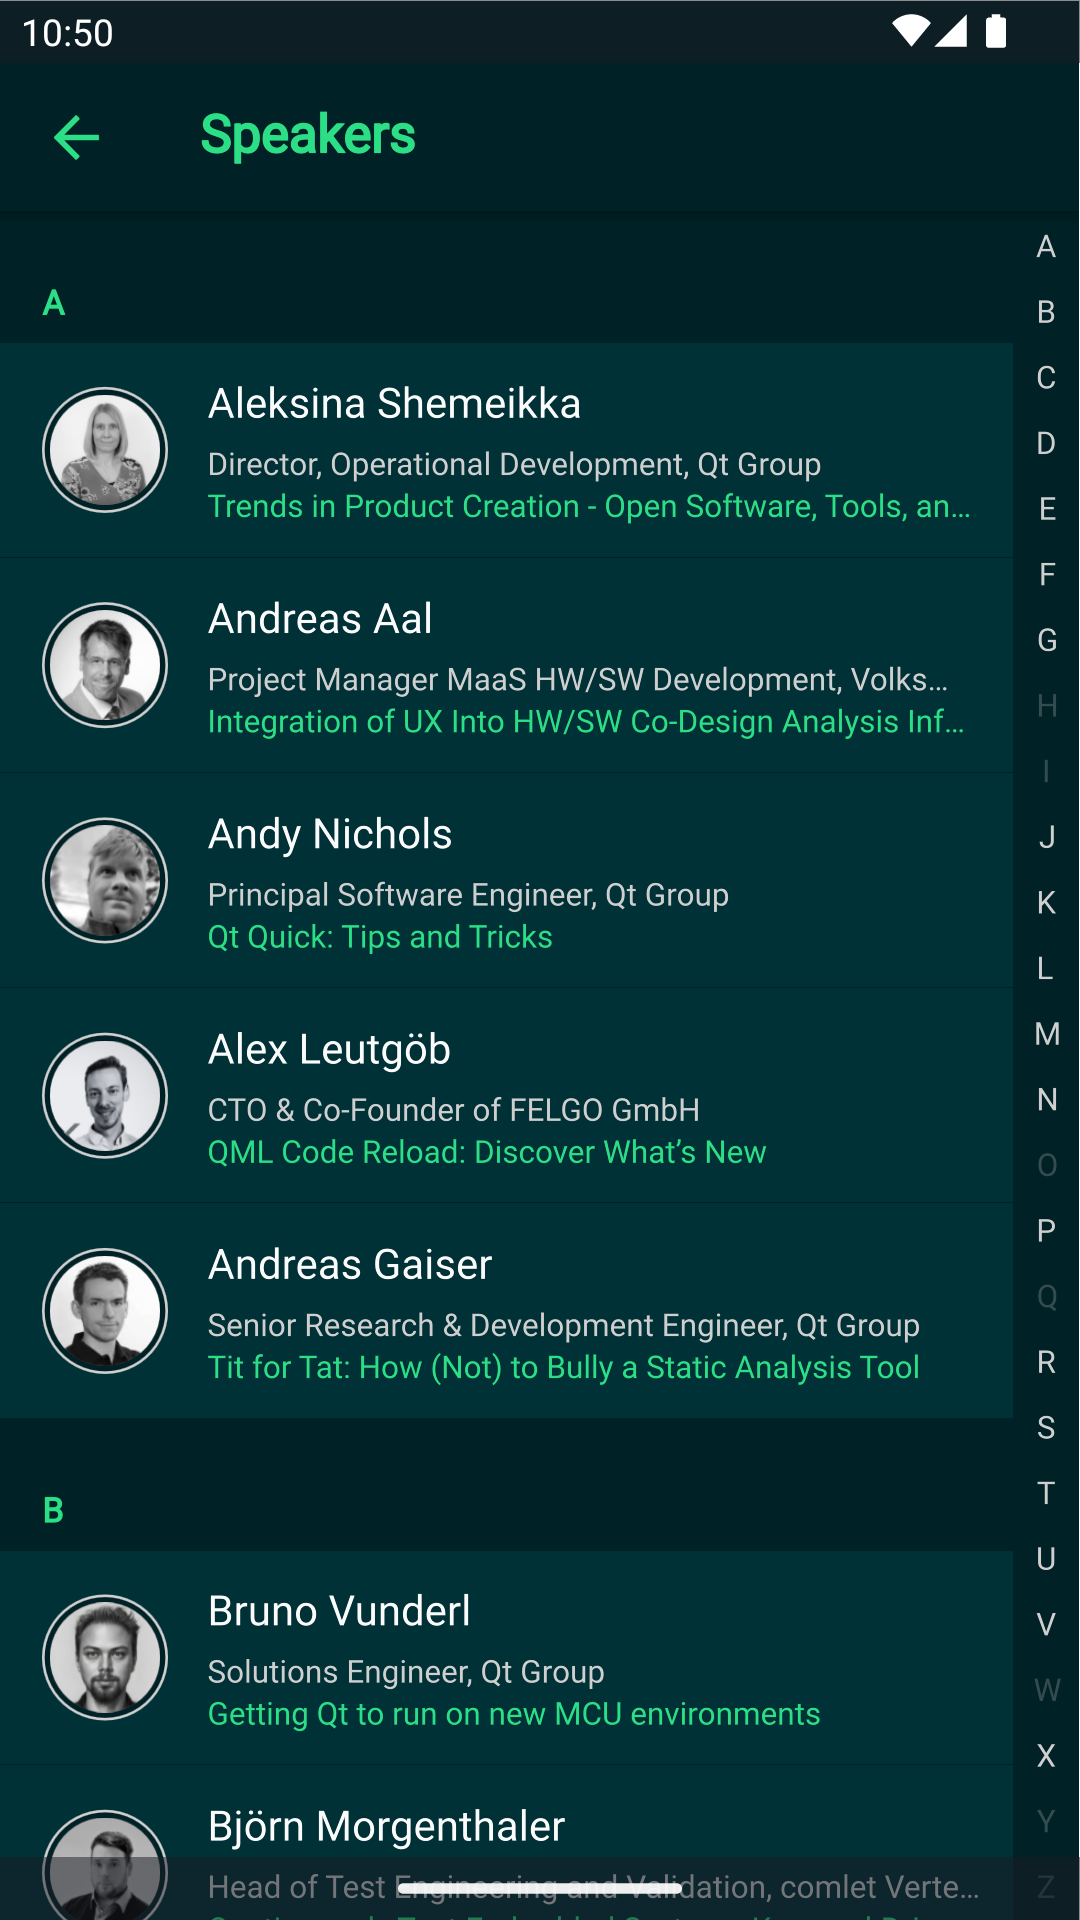 10:50
Speakers
A
Aleksina Shemeikka
Director, Operational Development, Qt Group
Trends in Product Creation - Open Software, Tools, an...
Andreas Aal
Project Manager MaaS HW/SW Development, Volks...
Integration of UX Into HW/SW Co-Design Analysis Inf...
Andy Nichols
Principal Software Engineer, Qt Group
Qt Quick: Tips and Tricks
Alex Leutgöb
CTO & Co-Founder of FELGO GmbH
QML Code Reload: Discover What’s New
Andreas Gaiser
Senior Research & Development Engineer, Qt Group
Tit for Tat: How (Not) to Bully a Static Analysis Tool
B
Bruno Vunderl
Solutions Engineer, Qt Group
Getting Qt to run on new MCU environments
Björn Morgenthaler
Head of Test Engineering and Validation, comlet Verte...
A
B
C
D
E
F
G
H
I
J
K
L
M
N
O
P
Q
R
S
T
U
V
W
X
Y
Z